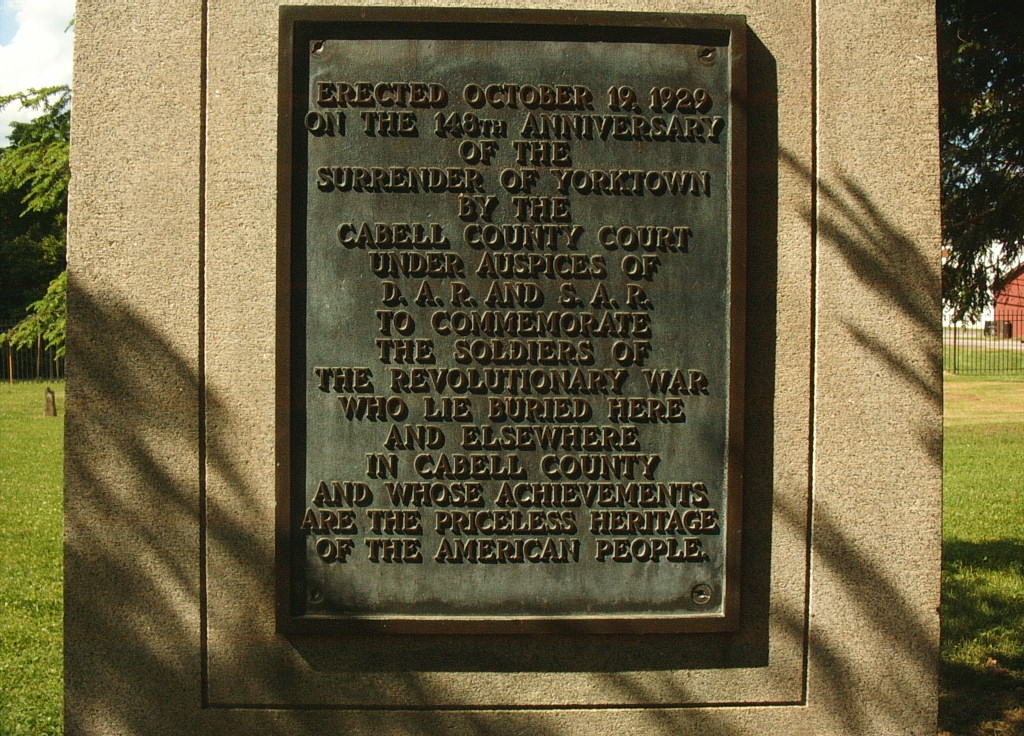 ERECTED OCTOBER 19, 1929
ON THE 148TH ANNIVERSARY
OF THE
SURRENDER OF YORKTOWN
BY THE
CABELL COUNTY COURT
UNDER AUSPICES OF
D. A. R. AND S. A. R.
TO COMMEMORATE
THE SOLDIERS OF
THE REVOLUTIONARY WAR
WHO LIE BURIED HERE
AND ELSEWHERE
IN CABELL COUNTY
AND WHOSE ACHIEVEMENTS
ARE THE PRICELESS HERITAGE
OF THE AMERICAN PEOPLE.